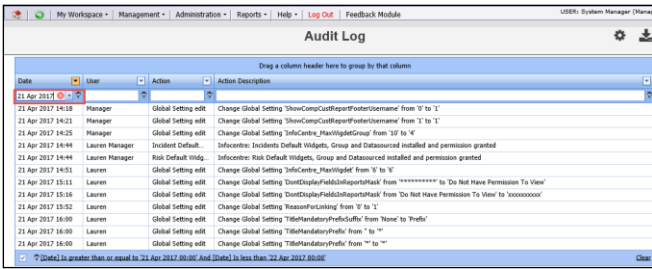 My Workspace Management Administration Reports Help Log Out Feedback Module USER: System Manager (Manag
Audit Log
Drag a column header here to group by that column
Date User Action Action Description
21 Apr 2017
21 Apr 2017 14:18 Manager Global Setting edit Change Global Setting 'ShowCompCustReportFooterUsername' from '0' to '1'
21 Apr 2017 14:21 Manager Global Setting edit Change Global Setting 'ShowCompCustReportFooterUsername' from '1' to '1'
21 Apr 2017 14:25 Manager Global Setting edit Change Global Setting 'InfoCentre_MaxWigdetGroup' from '10' to '4'
21 Apr 2017 14:44 Lauren Manager Incident Default... Infocentre: Incidents Default Widgets, Group and Datasourced installed and permission granted
21 Apr 2017 14:44 Lauren Manager Risk Default Widg... Infocentre: Risk Default Widgets, Group and Datasourced installed and permission granted
21 Apr 2017 14:51 Lauren Global Setting edit Change Global Setting 'InfoCentre_MaxWidget' from '6' to '6'
21 Apr 2017 15:11 Lauren Global Setting edit Change Global Setting 'DontDisplayFieldsInReportsMask' from '**********' to 'Do Not Have Permission To View'
21 Apr 2017 15:16 Lauren Global Setting edit Change Global Setting 'DontDisplayFieldsInReportsMask' from 'Do Not Have Permission To View' to 'xxxxxxxxxx'
21 Apr 2017 15:52 Lauren Global Setting edit Change Global Setting 'ReasonForLinking' from '0' to '1'
21 Apr 2017 16:00 Lauren Global Setting edit Change Global Setting 'TitleMandatoryPrefixSuffix' from 'None' to 'Prefix'
21 Apr 2017 16:00 Lauren Global Setting edit Change Global Setting 'TitleMandatoryPrefix' from '' to '*'
21 Apr 2017 16:00 Lauren Global Setting edit Change Global Setting 'TitleMandatoryPrefix' from '*' to '*'
[Date] Is greater than or equal to '21 Apr 2017 00:00' And [Date] Is less than '22 Apr 2017 00:00' Clear